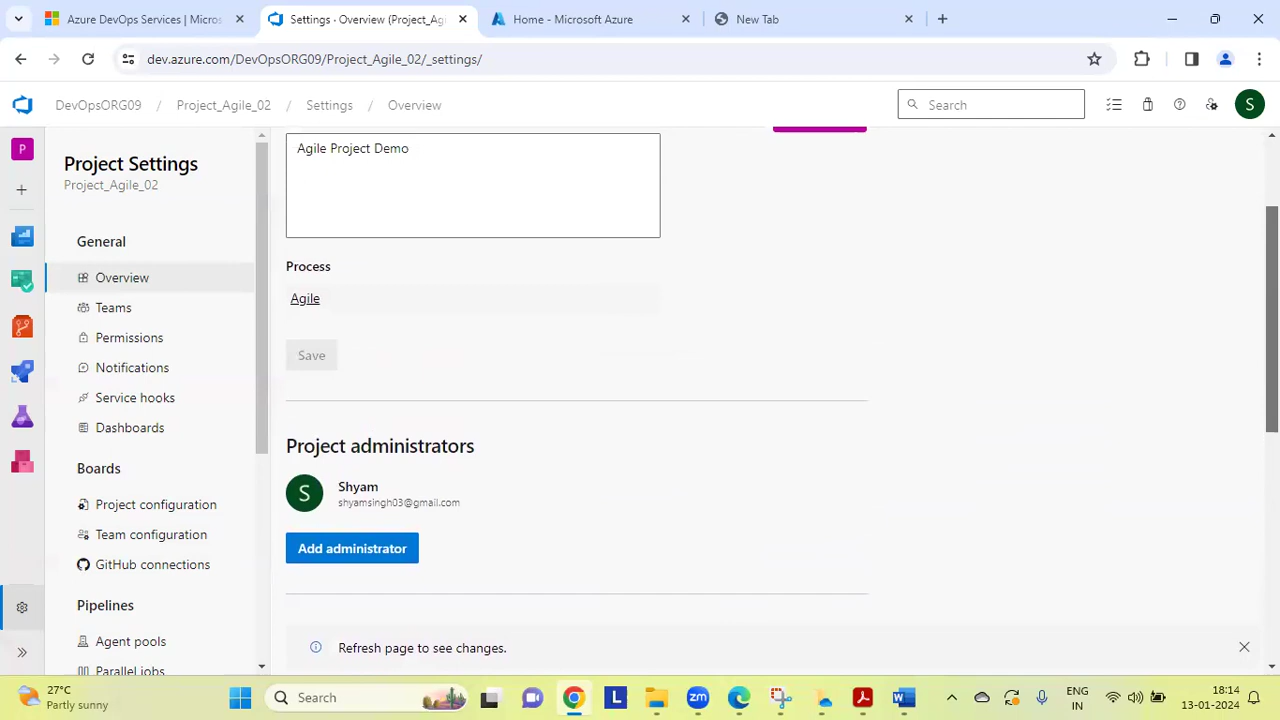 Azure DevOps Services | Micros
Settings · Overview (Project_Agi
Home - Microsoft Azure
New Tab
dev.azure.com/DevOpsORG09/Project_Agile_02/_settings/
DevOpsORG09 / Project_Agile_02 / Settings / Overview
Search
S
P
Project Settings
Project_Agile_02
General
Overview
Teams
Permissions
Notifications
Service hooks
Dashboards
Boards
Project configuration
Team configuration
GitHub connections
Pipelines
Agent pools
Parallel jobs
Agile Project Demo
Process
Agile
Save
Project administrators
S
Shyam
shyamsingh03@gmail.com
Add administrator
Refresh page to see changes.
27°C
Partly sunny
Search
L
zm
W
ENG
IN
18:14
13-01-2024